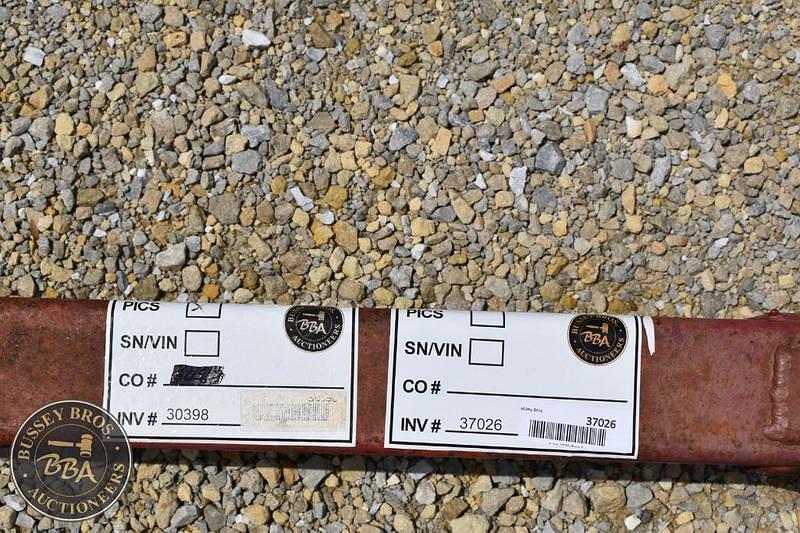 PICS
SN/VIN
CO #
INV # 30398
BUSSEY BROS.
BBA
AUCTIONEERS
PICS
SN/VIN
CO #
INV # 37026
BUSSEY BROS.
BBA
AUCTIONEERS
37026
BUSSEY BROS.
BBA
AUCTIONEERS